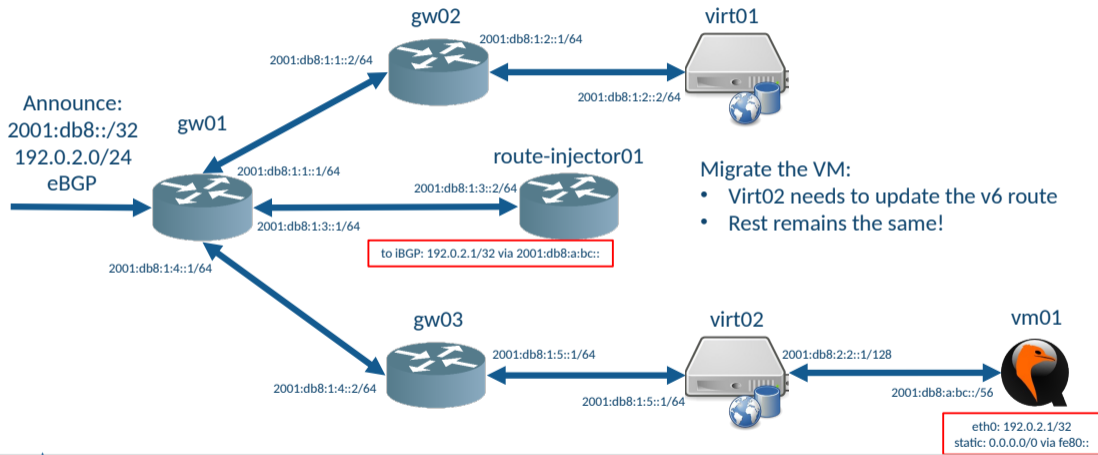 gw02
virt01
2001:db8:1:2::1/64
2001:db8:1:1::2/64
2001:db8:1:2::2/64
Announce:
2001:db8::/32
192.0.2.0/24
eBGP
gw01
2001:db8:1:1::1/64
route-injector01
2001:db8:1:3::2/64
2001:db8:1:3::1/64
to iBGP: 192.0.2.1/32 via 2001:db8:a:bc::
Migrate the VM:
• Virt02 needs to update the v6 route
• Rest remains the same!
2001:db8:1:4::1/64
gw03
virt02
vm01
2001:db8:1:5::1/64
2001:db8:2:2::1/128
2001:db8:1:4::2/64
2001:db8:1:5::1/64
2001:db8:a:bc::/56
eth0: 192.0.2.1/32
static: 0.0.0.0/0 via fe80::